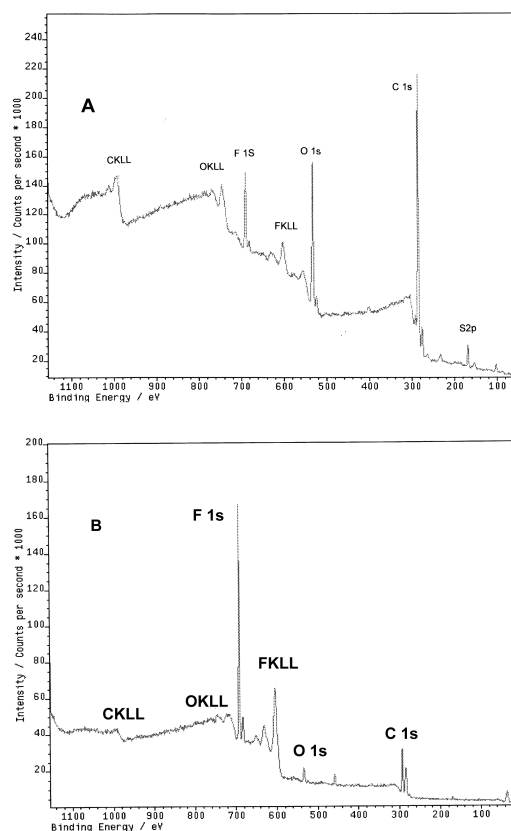 Intensity / Counts per second * 1000
240
220
200
180
160
140
120
100
80
60
40
20
A
CKLL
OKLL
F 1S
O 1s
FKLL
C 1s
S2p
1100 1000 900 800 700 600 500 400 300 200 100
Binding Energy / eV
Intensity / Counts per second * 1000
200
180
160
140
120
100
80
60
40
20
B
F 1s
CKLL
OKLL
FKLL
O 1s
C 1s
1100 1000 900 800 700 600 500 400 300 200 100
Binding Energy / eV